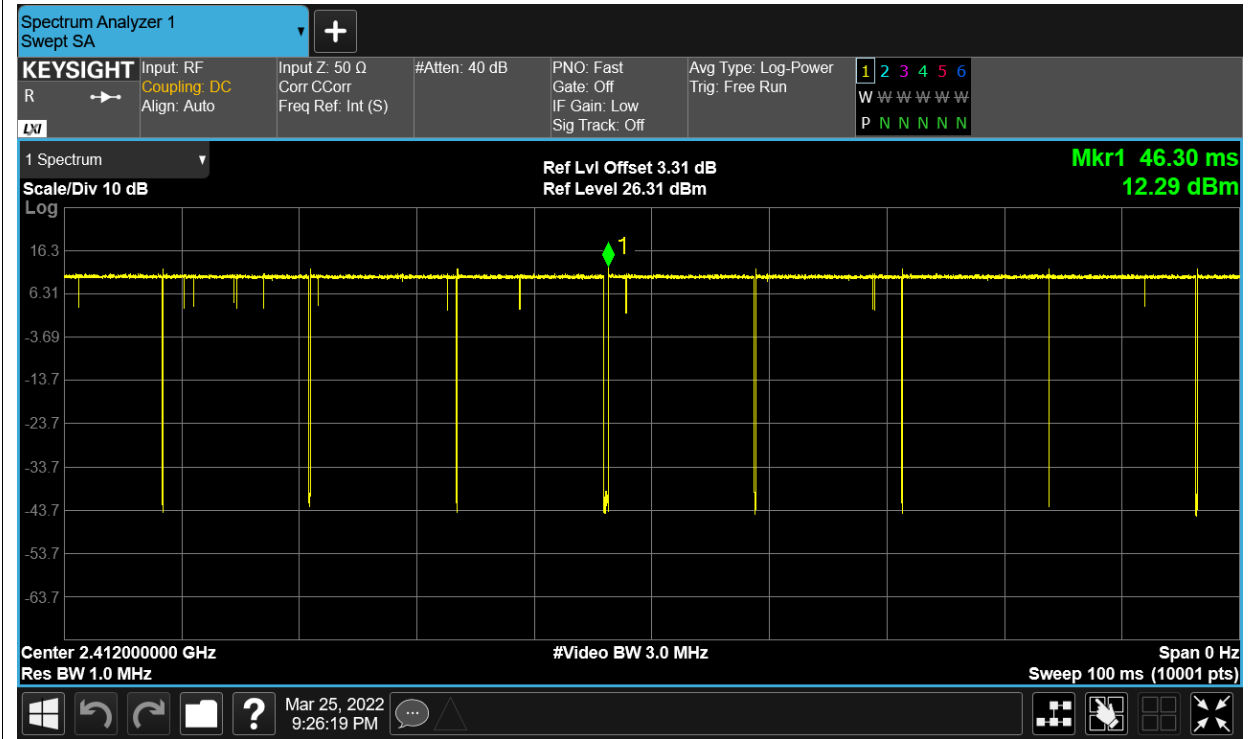 Spectrum Analyzer 1
Swept SA
+
KEYSIGHT
R
LXI
Input: RF
Coupling: DC
Align: Auto
Input Z: 50 Ω
Corr CCorr
Freq Ref: Int (S)
#Atten: 40 dB
PNO: Fast
Gate: Off
IF Gain: Low
Sig Track: Off
Avg Type: Log-Power
Trig: Free Run
1 2 3 4 5 6
W W W W W W
P N N N N N
1 Spectrum
Scale/Div 10 dB
Log
Ref Lvl Offset 3.31 dB
Ref Level 26.31 dBm
Mkr1 46.30 ms
12.29 dBm
1
16.3
6.31
-3.69
-13.7
-23.7
-33.7
-43.7
-53.7
-63.7
Center 2.412000000 GHz
Res BW 1.0 MHz
#Video BW 3.0 MHz
Span 0 Hz
Sweep 100 ms (10001 pts)
?
Mar 25, 2022
9:26:19 PM